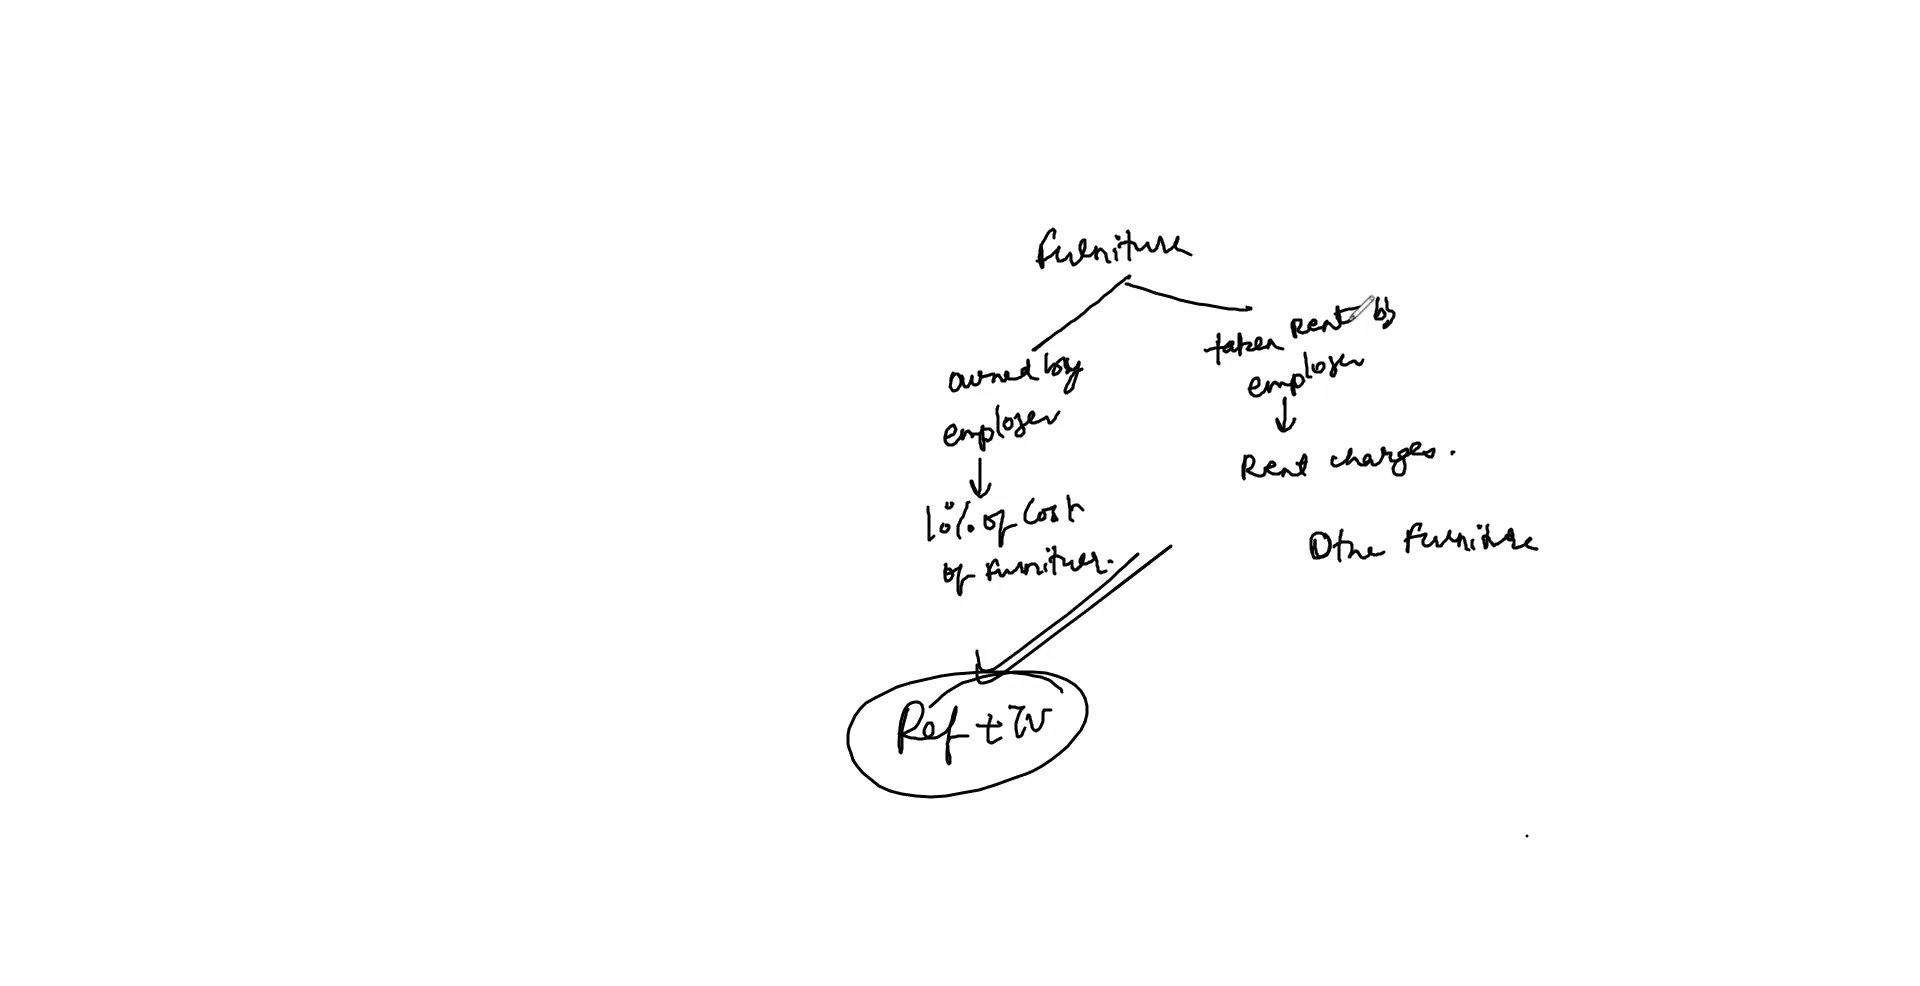 Furniture
owned by
employer
10% of cost
of furniture.
taken Rent by
employer
Rent charges.
Other furniture
Ref + TV